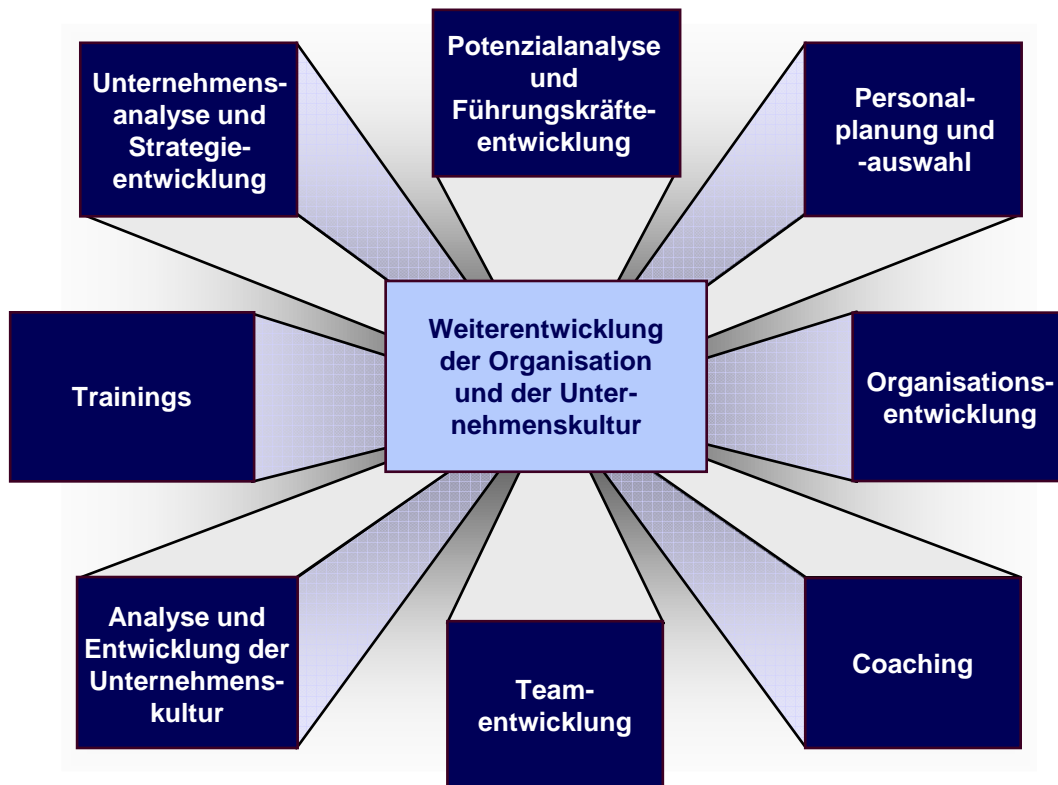 Unternehmens-
analyse und
Strategie-
entwicklung
Potenzialanalyse
und
Führungskräfte-
entwicklung
Personal-
planung und
-auswahl
Trainings
Weiterentwicklung
der Organisation
und der Unter-
nehmenskultur
Organisations-
entwicklung
Analyse und
Entwicklung der
Unternehmens-
kultur
Team-
entwicklung
Coaching